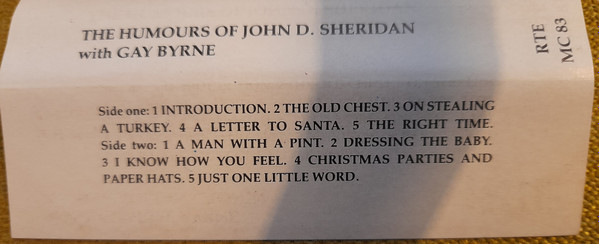 THE HUMOURS OF JOHN D. SHERIDAN
with GAY BYRNE
RTE
MC 83
Side one: 1 INTRODUCTION. 2 THE OLD CHEST. 3 ON STEALING
A TURKEY. 4 A LETTER TO SANTA. 5 THE RIGHT TIME.
Side two: 1 A MAN WITH A PINT. 2 DRESSING THE BABY.
3 I KNOW HOW YOU FEEL. 4 CHRISTMAS PARTIES AND
PAPER HATS. 5 JUST ONE LITTLE WORD.